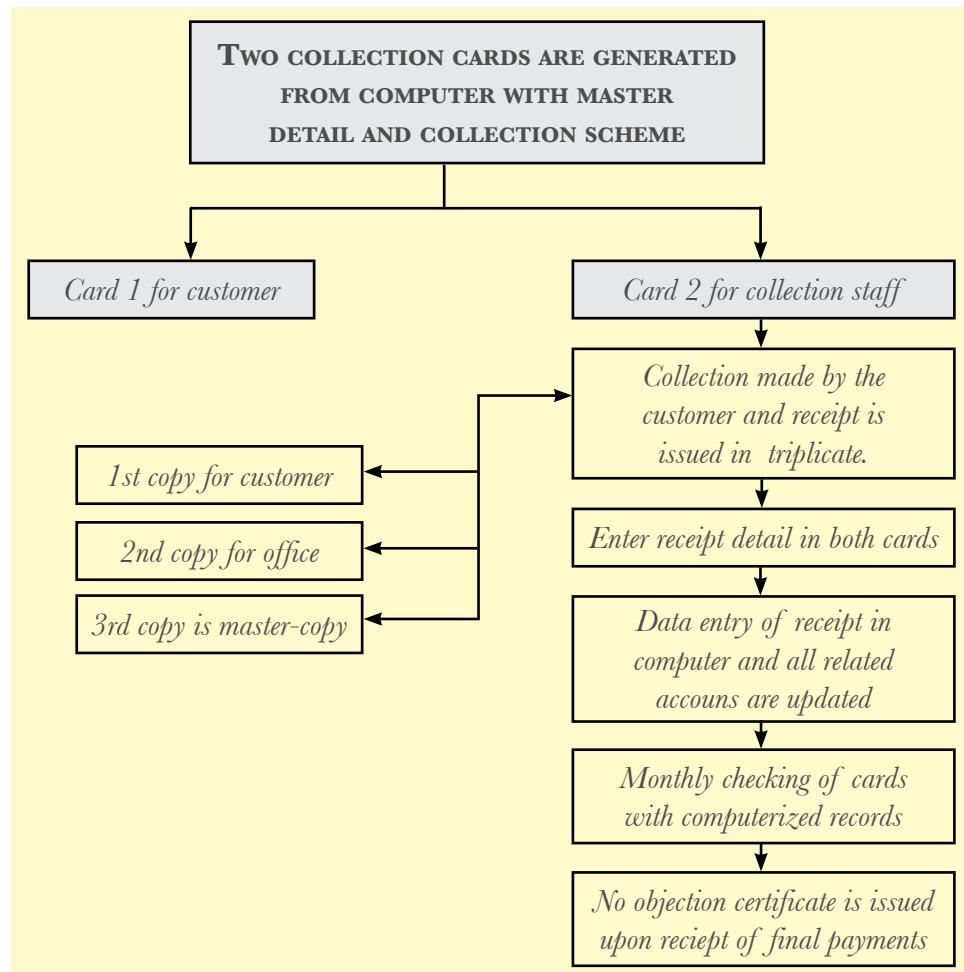 TWO COLLECTION CARDS ARE GENERATED
FROM COMPUTER WITH MASTER
DETAIL AND COLLECTION SCHEME
Card 1 for customer
Card 2 for collection staff
Collection made by the
customer and receipt is
issued in triplicate.
1st copy for customer
2nd copy for office
3rd copy is master-copy
Enter receipt detail in both cards
Data entry of receipt in
computer and all related
accouns are updated
Monthly checking of cards
with computerized records
No objection certificate is issued
upon reciept of final payments